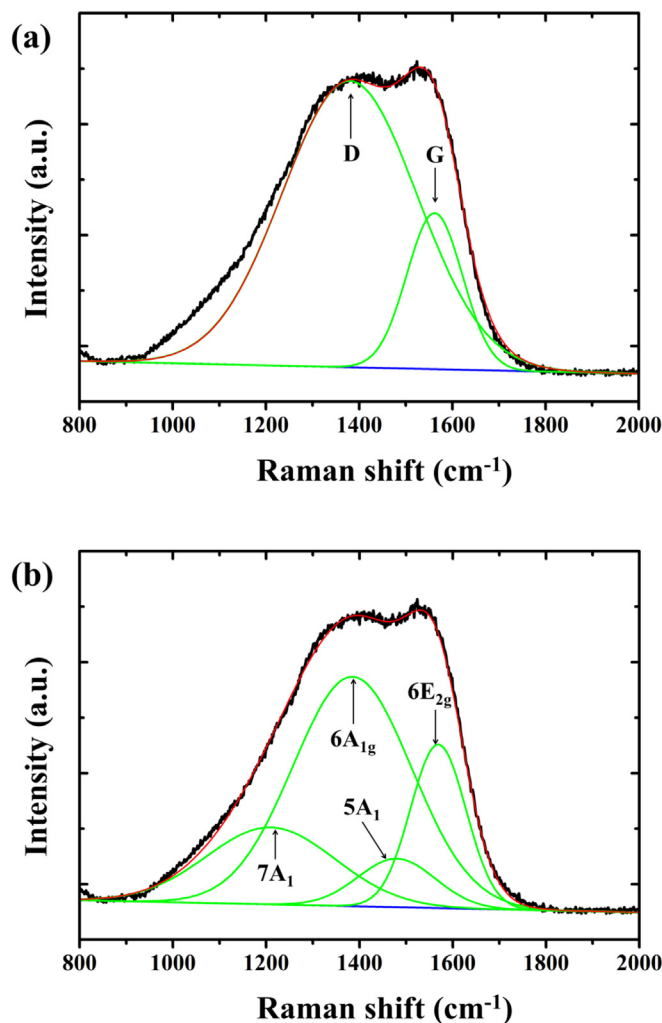 (a)
Intensity (a.u.)
D
G
800 1000 1200 1400 1600 1800 2000
Raman shift (cm⁻¹)
(b)
Intensity (a.u.)
6E₂g
6A₁g
5A₁
7A₁
800 1000 1200 1400 1600 1800 2000
Raman shift (cm⁻¹)